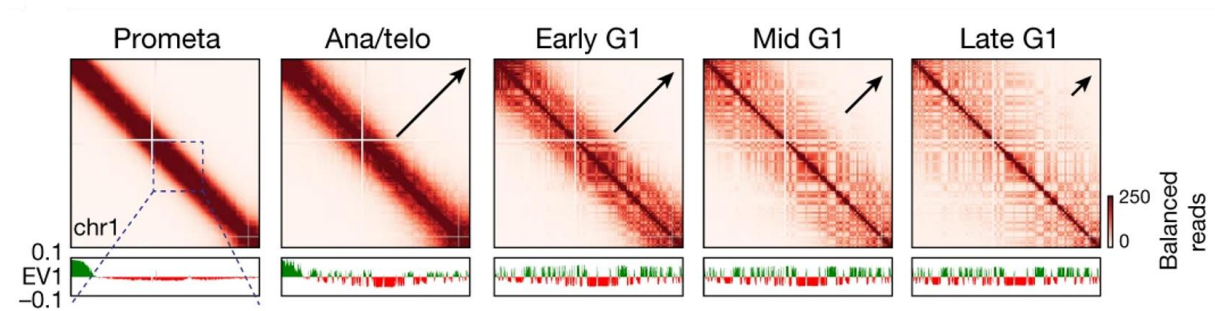 Prometa Ana/telo Early G1 Mid G1 Late G1
chr1
250
0
Balanced
reads
0.1
EV1
−0.1